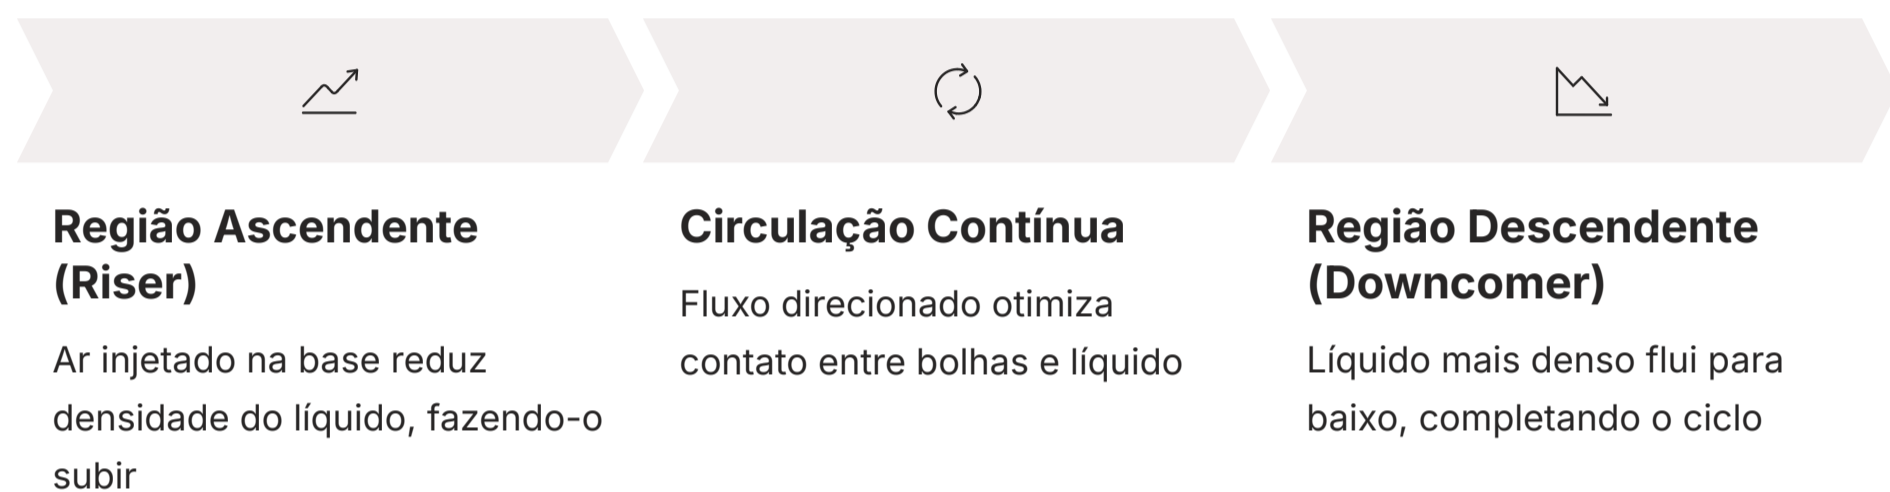 Região Ascendente
(Riser)
Ar injetado na base reduz
densidade do líquido, fazendo-o
subir
Circulação Contínua
Fluxo direcionado otimiza
contato entre bolhas e líquido
Região Descendente
(Downcomer)
Líquido mais denso flui para
baixo, completando o ciclo